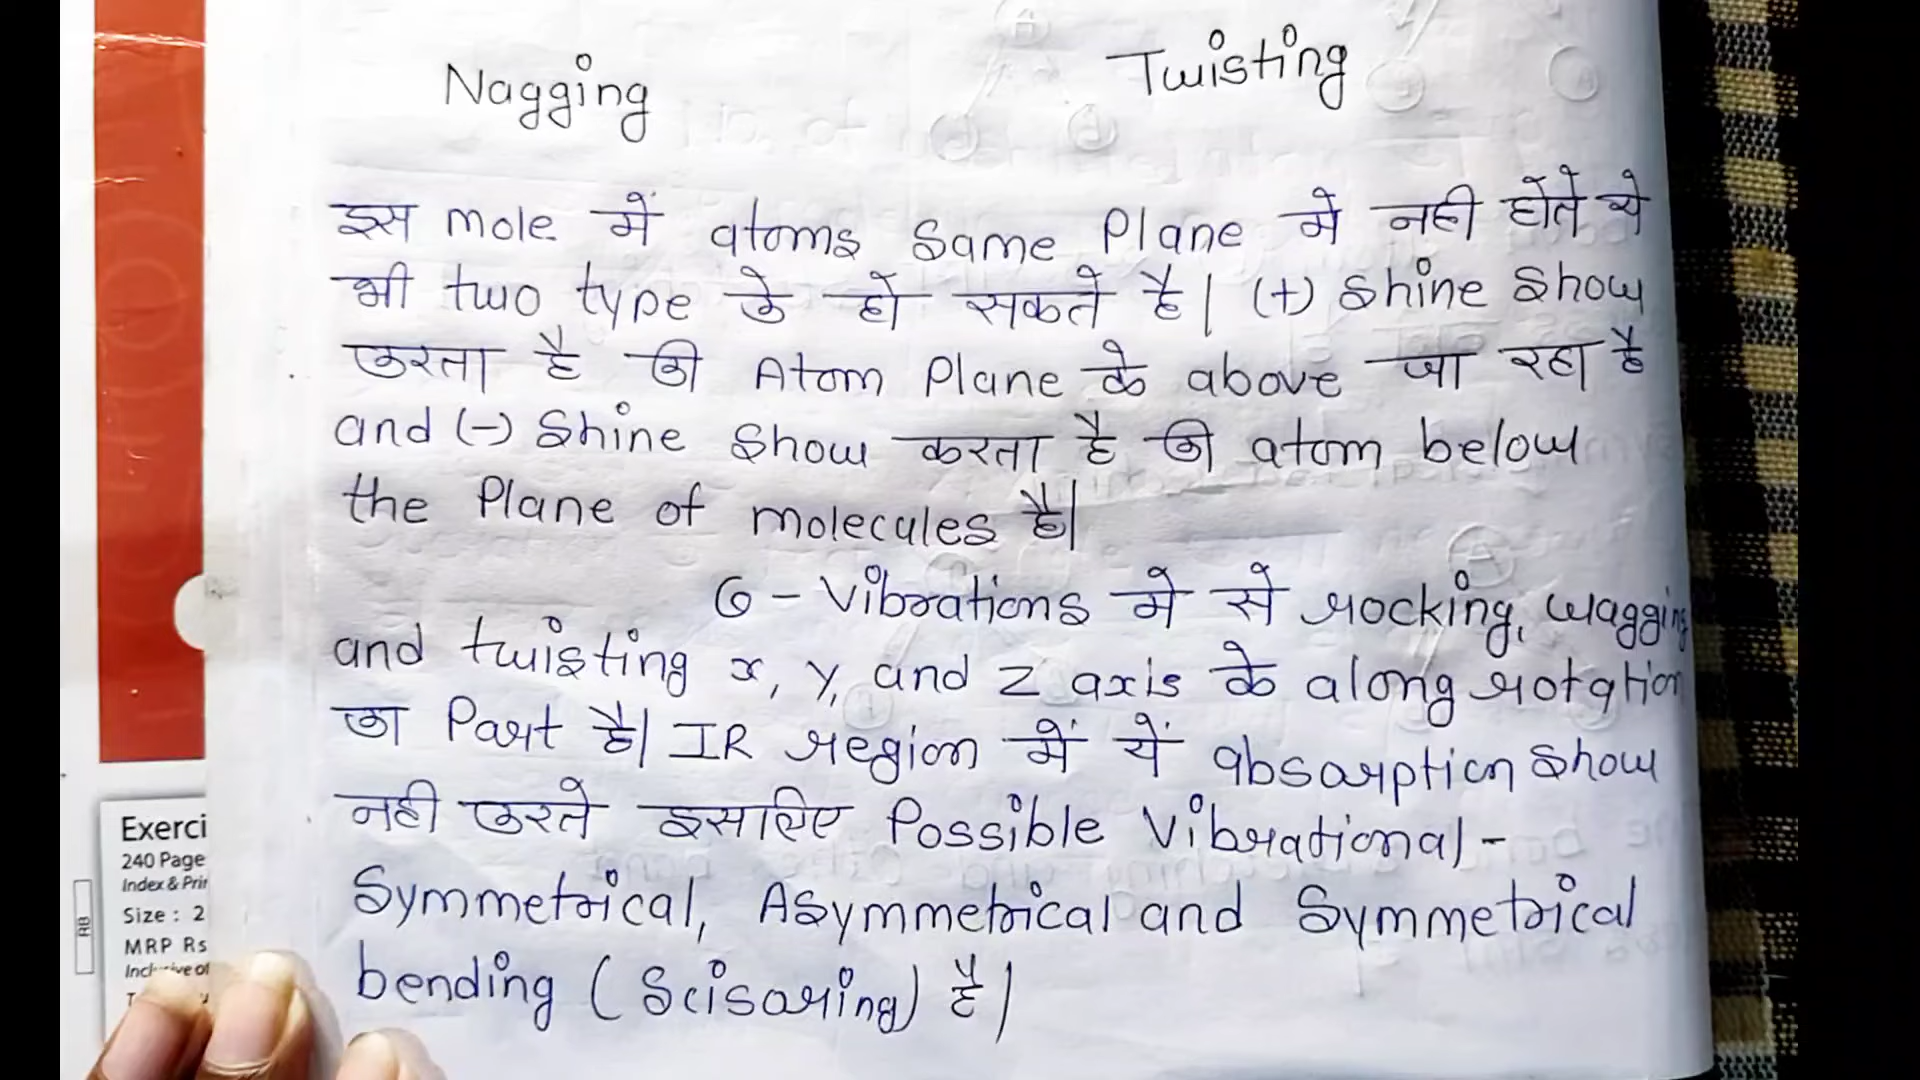 Nagging
Twisting
इस mole में atoms same Plane मे नही होते ये
भी two type के हो सकते है। (+) shine show
करता है की Atom Plane के above जा रहा है
and (-) shine show करता है की atom below
the Plane of molecules है।
6 - Vibrations मे से rocking, wagging
and twisting x, y, and z axis के along rotation
का Part है। IR region में यें absorption show
नही करते इसलिए Possible Vibrational -
Symmetrical, Asymmetrical and Symmetrical
bending (Scisoring) है।
Exerci
240 Page
Index & Prin
Size : 2
MRP Rs
RB